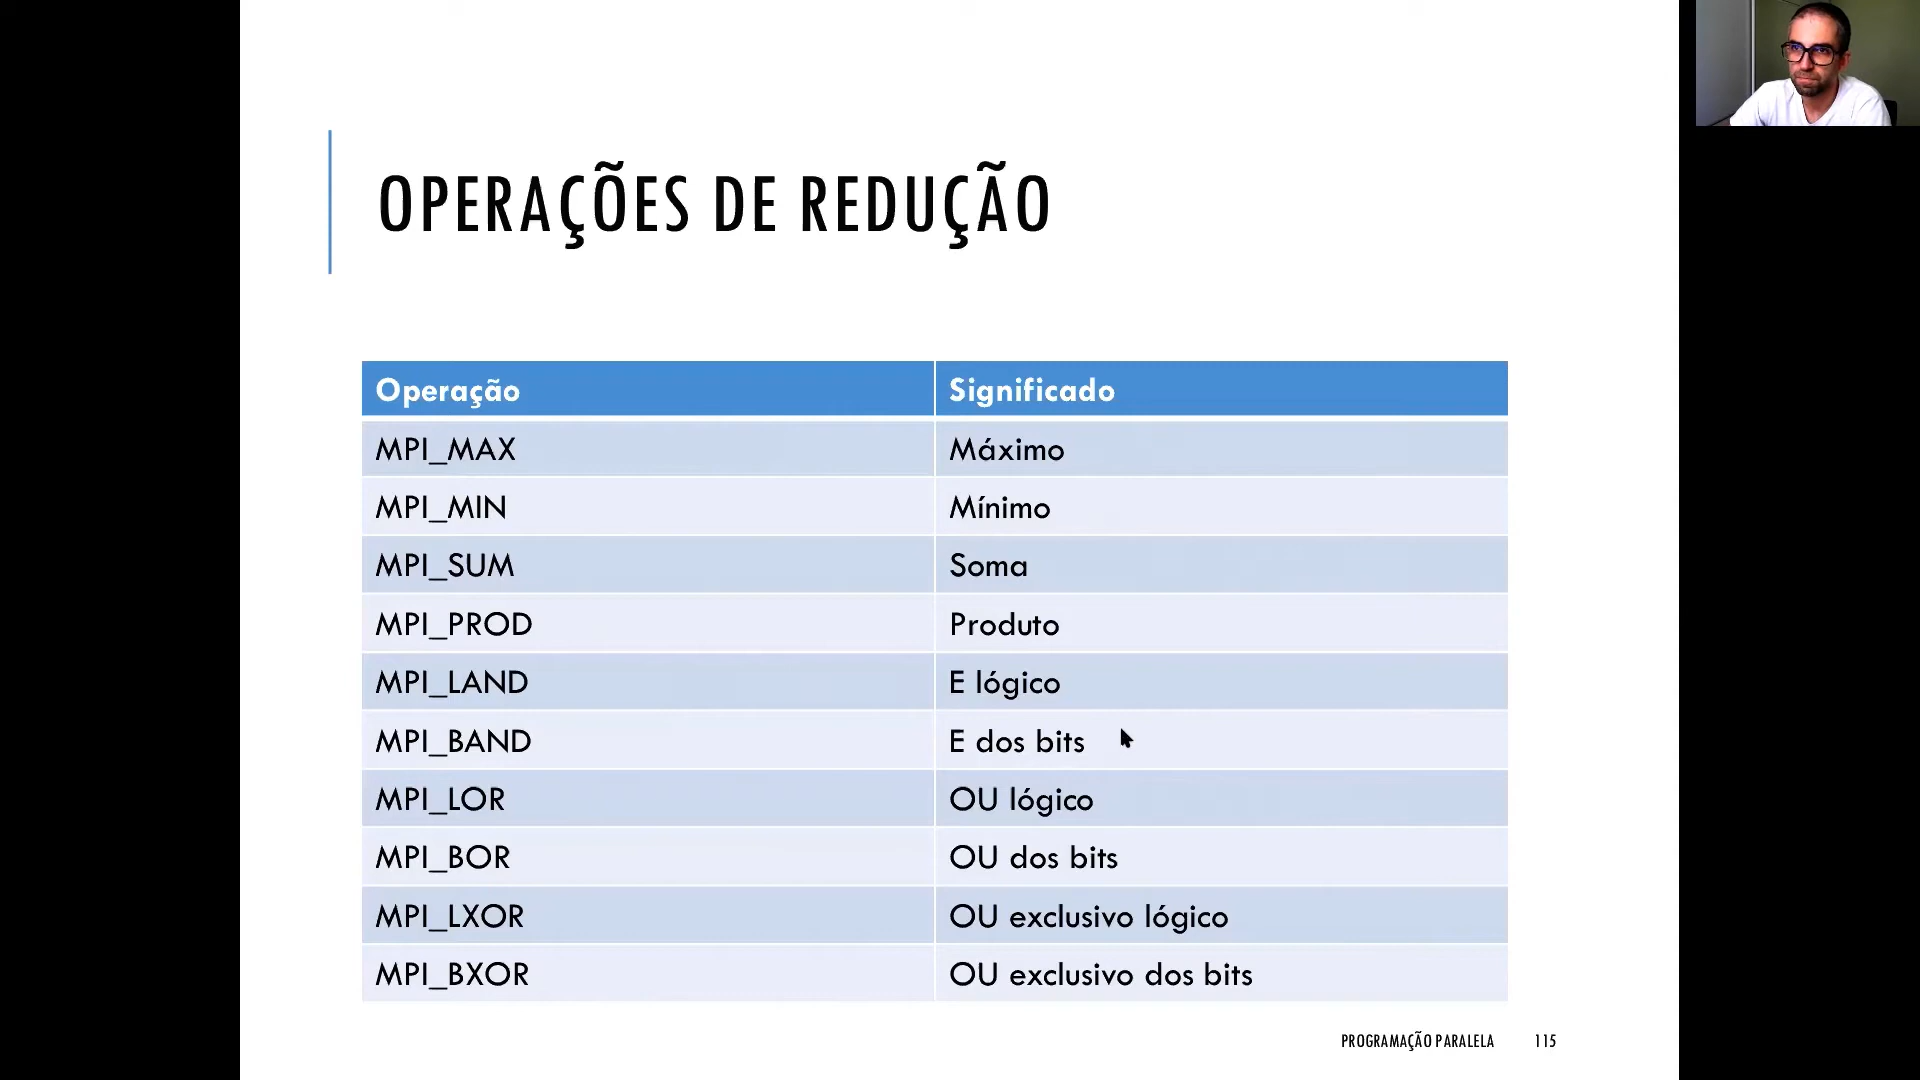 OPERAÇÕES DE REDUÇÃO
Operação Significado
MPI_MAX Máximo
MPI_MIN Mínimo
MPI_SUM Soma
MPI_PROD Produto
MPI_LAND E lógico
MPI_BAND E dos bits
MPI_LOR OU lógico
MPI_BOR OU dos bits
MPI_LXOR OU exclusivo lógico
MPI_BXOR OU exclusivo dos bits
PROGRAMAÇÃO PARALELA 115